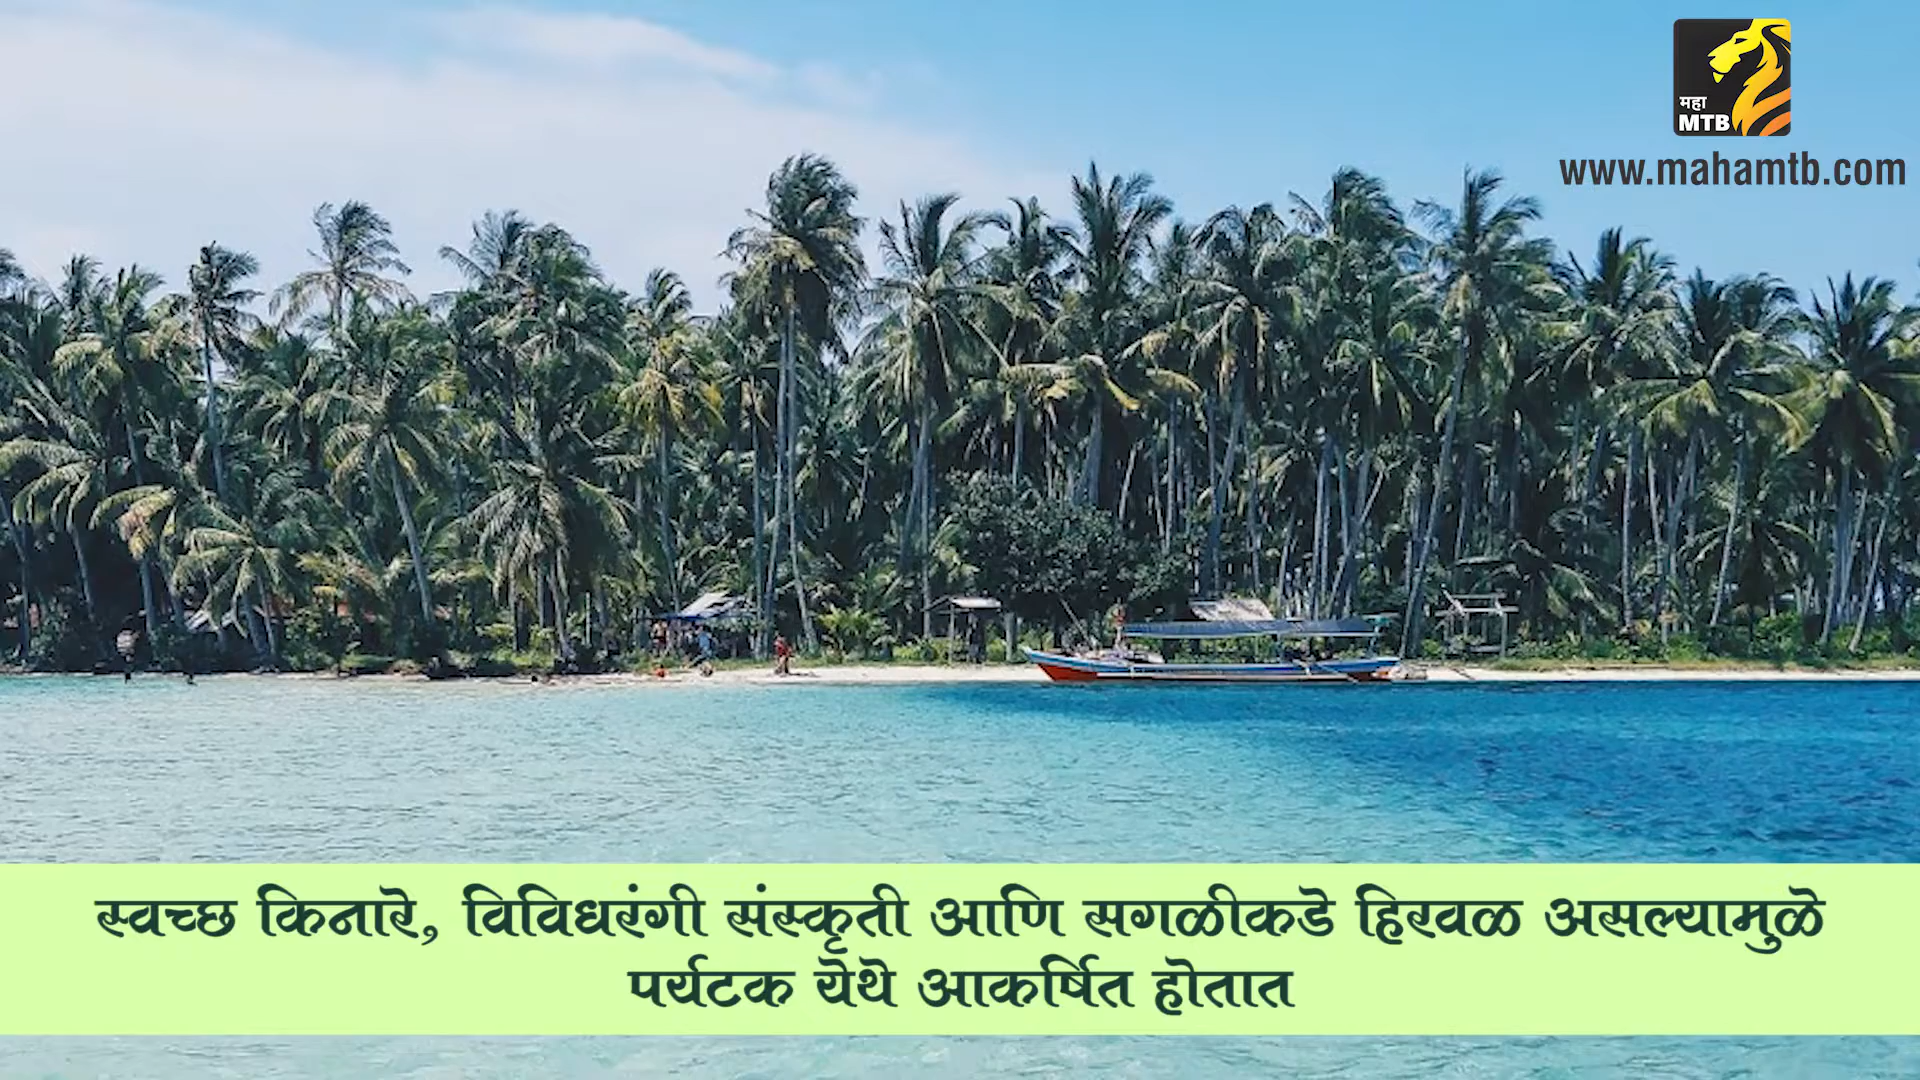 महा
MTB
www.mahamtb.com
स्वच्छ किनारे, विविधरंगी संस्कृती आणि सगळीकडे हिरवळ असल्यामुळे
पर्यटक येथे आकर्षित होतात